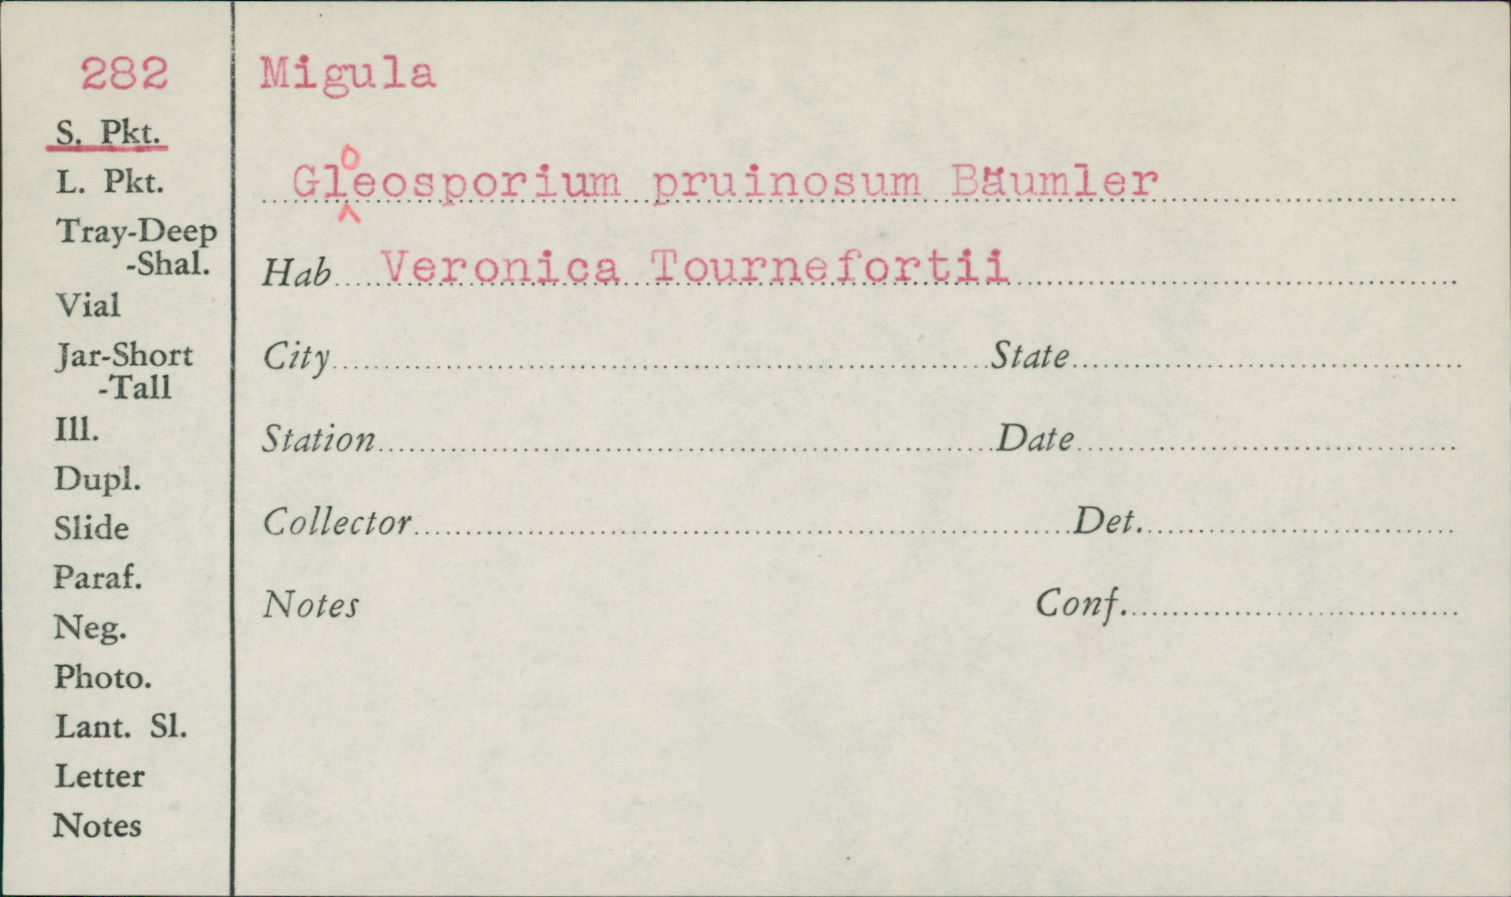 282
S. Pkt.
L. Pkt.
Tray-Deep
-Shal.
Vial
Jar-Short
-Tall
Ill.
Dupl.
Slide
Paraf.
Neg.
Photo.
Lant. Sl.
Letter
Notes
Migula
Gloeosporium pruinosum Bäumler
Hab Veronica Tournefortii
City State
Station Date
Collector Det.
Notes Conf.